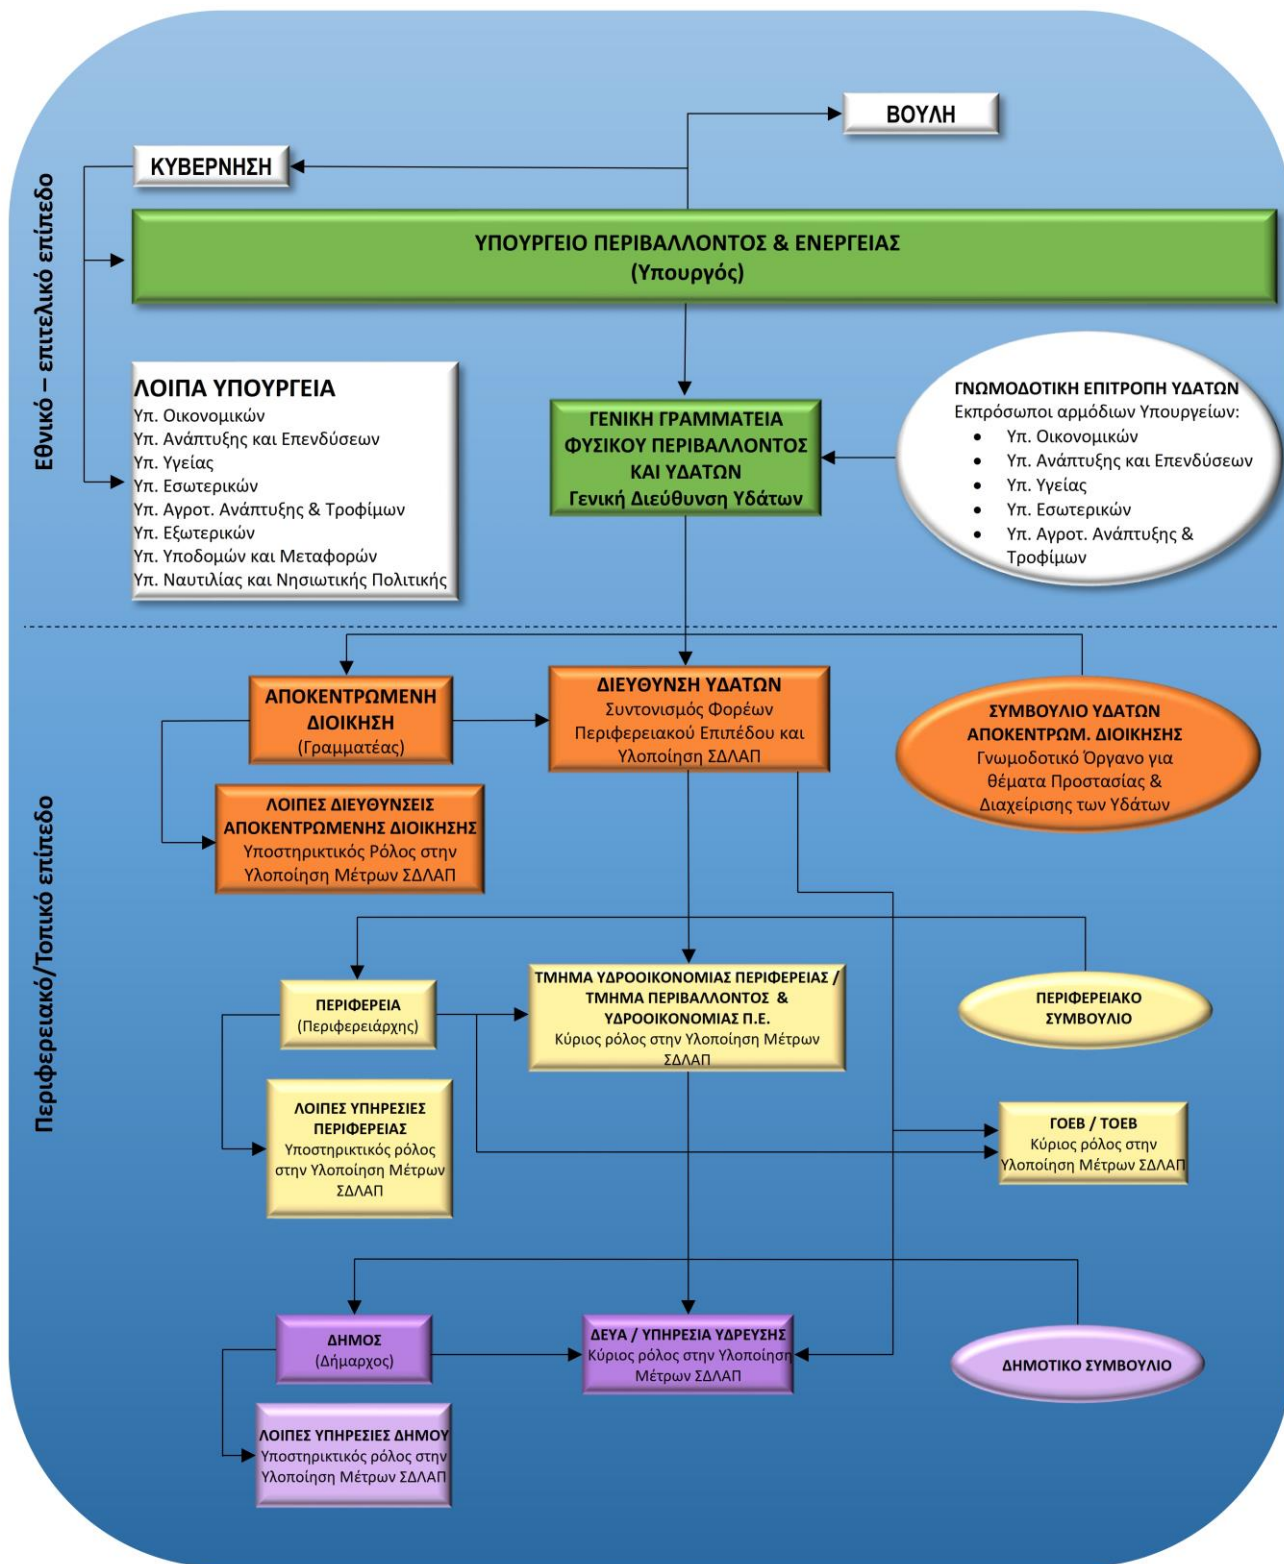 ΒΟΥΛΗ
ΚΥΒΕΡΝΗΣΗ
Εθνικό – επιτελικό επίπεδο
ΥΠΟΥΡΓΕΙΟ ΠΕΡΙΒΑΛΛΟΝΤΟΣ & ΕΝΕΡΓΕΙΑΣ
(Υπουργός)
ΛΟΙΠΑ ΥΠΟΥΡΓΕΙΑ
Υπ. Οικονομικών
Υπ. Ανάπτυξης και Επενδύσεων
Υπ. Υγείας
Υπ. Εσωτερικών
Υπ. Αγροτ. Ανάπτυξης & Τροφίμων
Υπ. Εξωτερικών
Υπ. Υποδομών και Μεταφορών
Υπ. Ναυτιλίας και Νησιωτικής Πολιτικής
ΓΕΝΙΚΗ ΓΡΑΜΜΑΤΕΙΑ
ΦΥΣΙΚΟΥ ΠΕΡΙΒΑΛΛΟΝΤΟΣ
ΚΑΙ ΥΔΑΤΩΝ
Γενική Διεύθυνση Υδάτων
ΓΝΩΜΟΔΟΤΙΚΗ ΕΠΙΤΡΟΠΗ ΥΔΑΤΩΝ
Εκπρόσωποι αρμόδιων Υπουργείων:
• Υπ. Οικονομικών
• Υπ. Ανάπτυξης και Επενδύσεων
• Υπ. Υγείας
• Υπ. Εσωτερικών
• Υπ. Αγροτ. Ανάπτυξης &
Τροφίμων
Περιφερειακό/Τοπικό επίπεδο
ΑΠΟΚΕΝΤΡΩΜΕΝΗ
ΔΙΟΙΚΗΣΗ
(Γραμματέας)
ΔΙΕΥΘΥΝΣΗ ΥΔΑΤΩΝ
Συντονισμός Φορέων
Περιφερειακού Επιπέδου και
Υλοποίηση ΣΔΛΑΠ
ΣΥΜΒΟΥΛΙΟ ΥΔΑΤΩΝ
ΑΠΟΚΕΝΤΡΩΜ. ΔΙΟΙΚΗΣΗΣ
Γνωμοδοτικό Όργανο για
θέματα Προστασίας &
Διαχείρισης των Υδάτων
ΛΟΙΠΕΣ ΔΙΕΥΘΥΝΣΕΙΣ
ΑΠΟΚΕΝΤΡΩΜΕΝΗΣ ΔΙΟΙΚΗΣΗΣ
Υποστηρικτικός Ρόλος στην
Υλοποίηση Μέτρων ΣΔΛΑΠ
ΠΕΡΙΦΕΡΕΙΑ
(Περιφερειάρχης)
ΤΜΗΜΑ ΥΔΡΟΟΙΚΟΝΟΜΙΑΣ ΠΕΡΙΦΕΡΕΙΑΣ /
ΤΜΗΜΑ ΠΕΡΙΒΑΛΛΟΝΤΟΣ &
ΥΔΡΟΟΙΚΟΝΟΜΙΑΣ Π.Ε.
Κύριος ρόλος στην Υλοποίηση Μέτρων
ΣΔΛΑΠ
ΠΕΡΙΦΕΡΕΙΑΚΟ
ΣΥΜΒΟΥΛΙΟ
ΛΟΙΠΕΣ ΥΠΗΡΕΣΙΕΣ
ΠΕΡΙΦΕΡΕΙΑΣ
Υποστηρικτικός ρόλος
στην Υλοποίηση Μέτρων
ΣΔΛΑΠ
ΓΟΕΒ / ΤΟΕΒ
Κύριος ρόλος στην
Υλοποίηση Μέτρων ΣΔΛΑΠ
ΔΗΜΟΣ
(Δήμαρχος)
ΔΕΥΑ / ΥΠΗΡΕΣΙΑ ΥΔΡΕΥΣΗΣ
Κύριος ρόλος στην Υλοποίηση
Μέτρων ΣΔΛΑΠ
ΔΗΜΟΤΙΚΟ ΣΥΜΒΟΥΛΙΟ
ΛΟΙΠΕΣ ΥΠΗΡΕΣΙΕΣ ΔΗΜΟΥ
Υποστηρικτικός ρόλος στην
Υλοποίηση Μέτρων ΣΔΛΑΠ